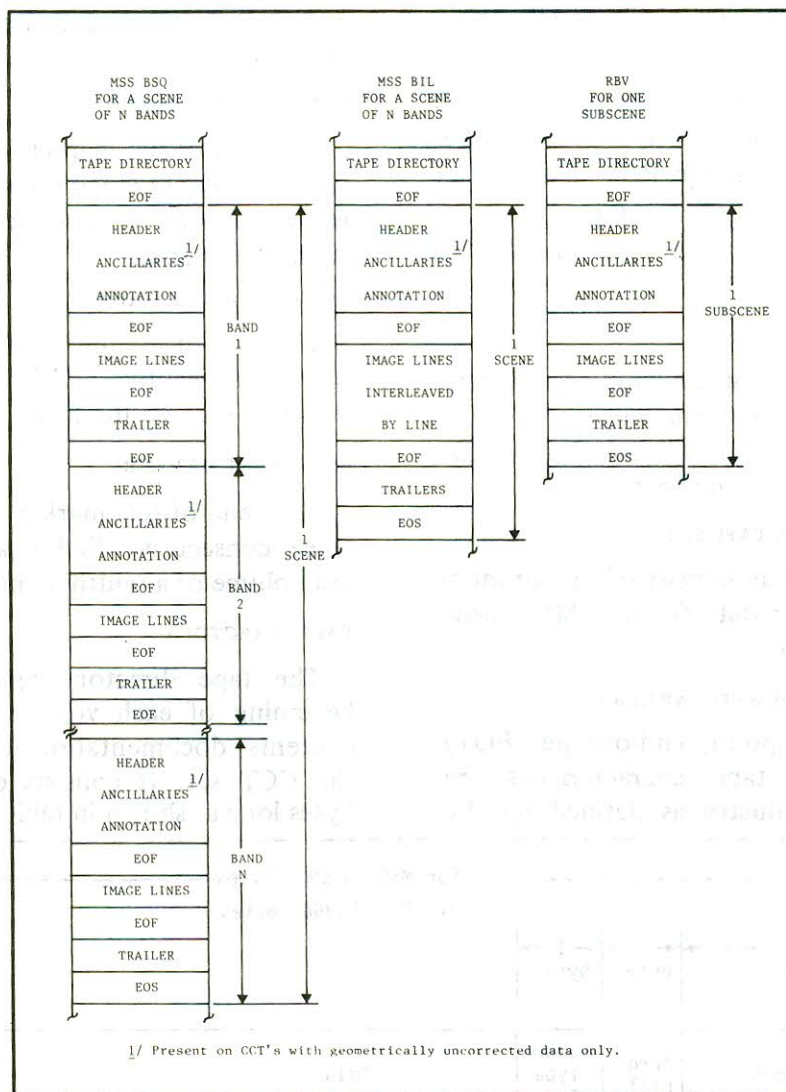 MSS BSQ
FOR A SCENE
OF N BANDS
TAPE DIRECTORY
EOF
HEADER
ANCILLARIES 1/
ANNOTATION
EOF
IMAGE LINES
EOF
TRAILER
EOF
HEADER
ANCILLARIES 1/
ANNOTATION
EOF
IMAGE LINES
EOF
TRAILER
EOF
HEADER
ANCILLARIES 1/
ANNOTATION
EOF
IMAGE LINES
EOF
TRAILER
EOS
BAND
1
BAND
2
BAND
N
1
SCENE
MSS BIL
FOR A SCENE
OF N BANDS
TAPE DIRECTORY
EOF
HEADER
ANCILLARIES 1/
ANNOTATION
EOF
IMAGE LINES
INTERLEAVED
BY LINE
EOF
TRAILERS
EOS
1
SCENE
RBV
FOR ONE
SUBSCENE
TAPE DIRECTORY
EOF
HEADER
ANCILLARIES 1/
ANNOTATION
EOF
IMAGE LINES
EOF
TRAILER
EOS
1
SUBSCENE
1/ Present on CCT's with geometrically uncorrected data only.